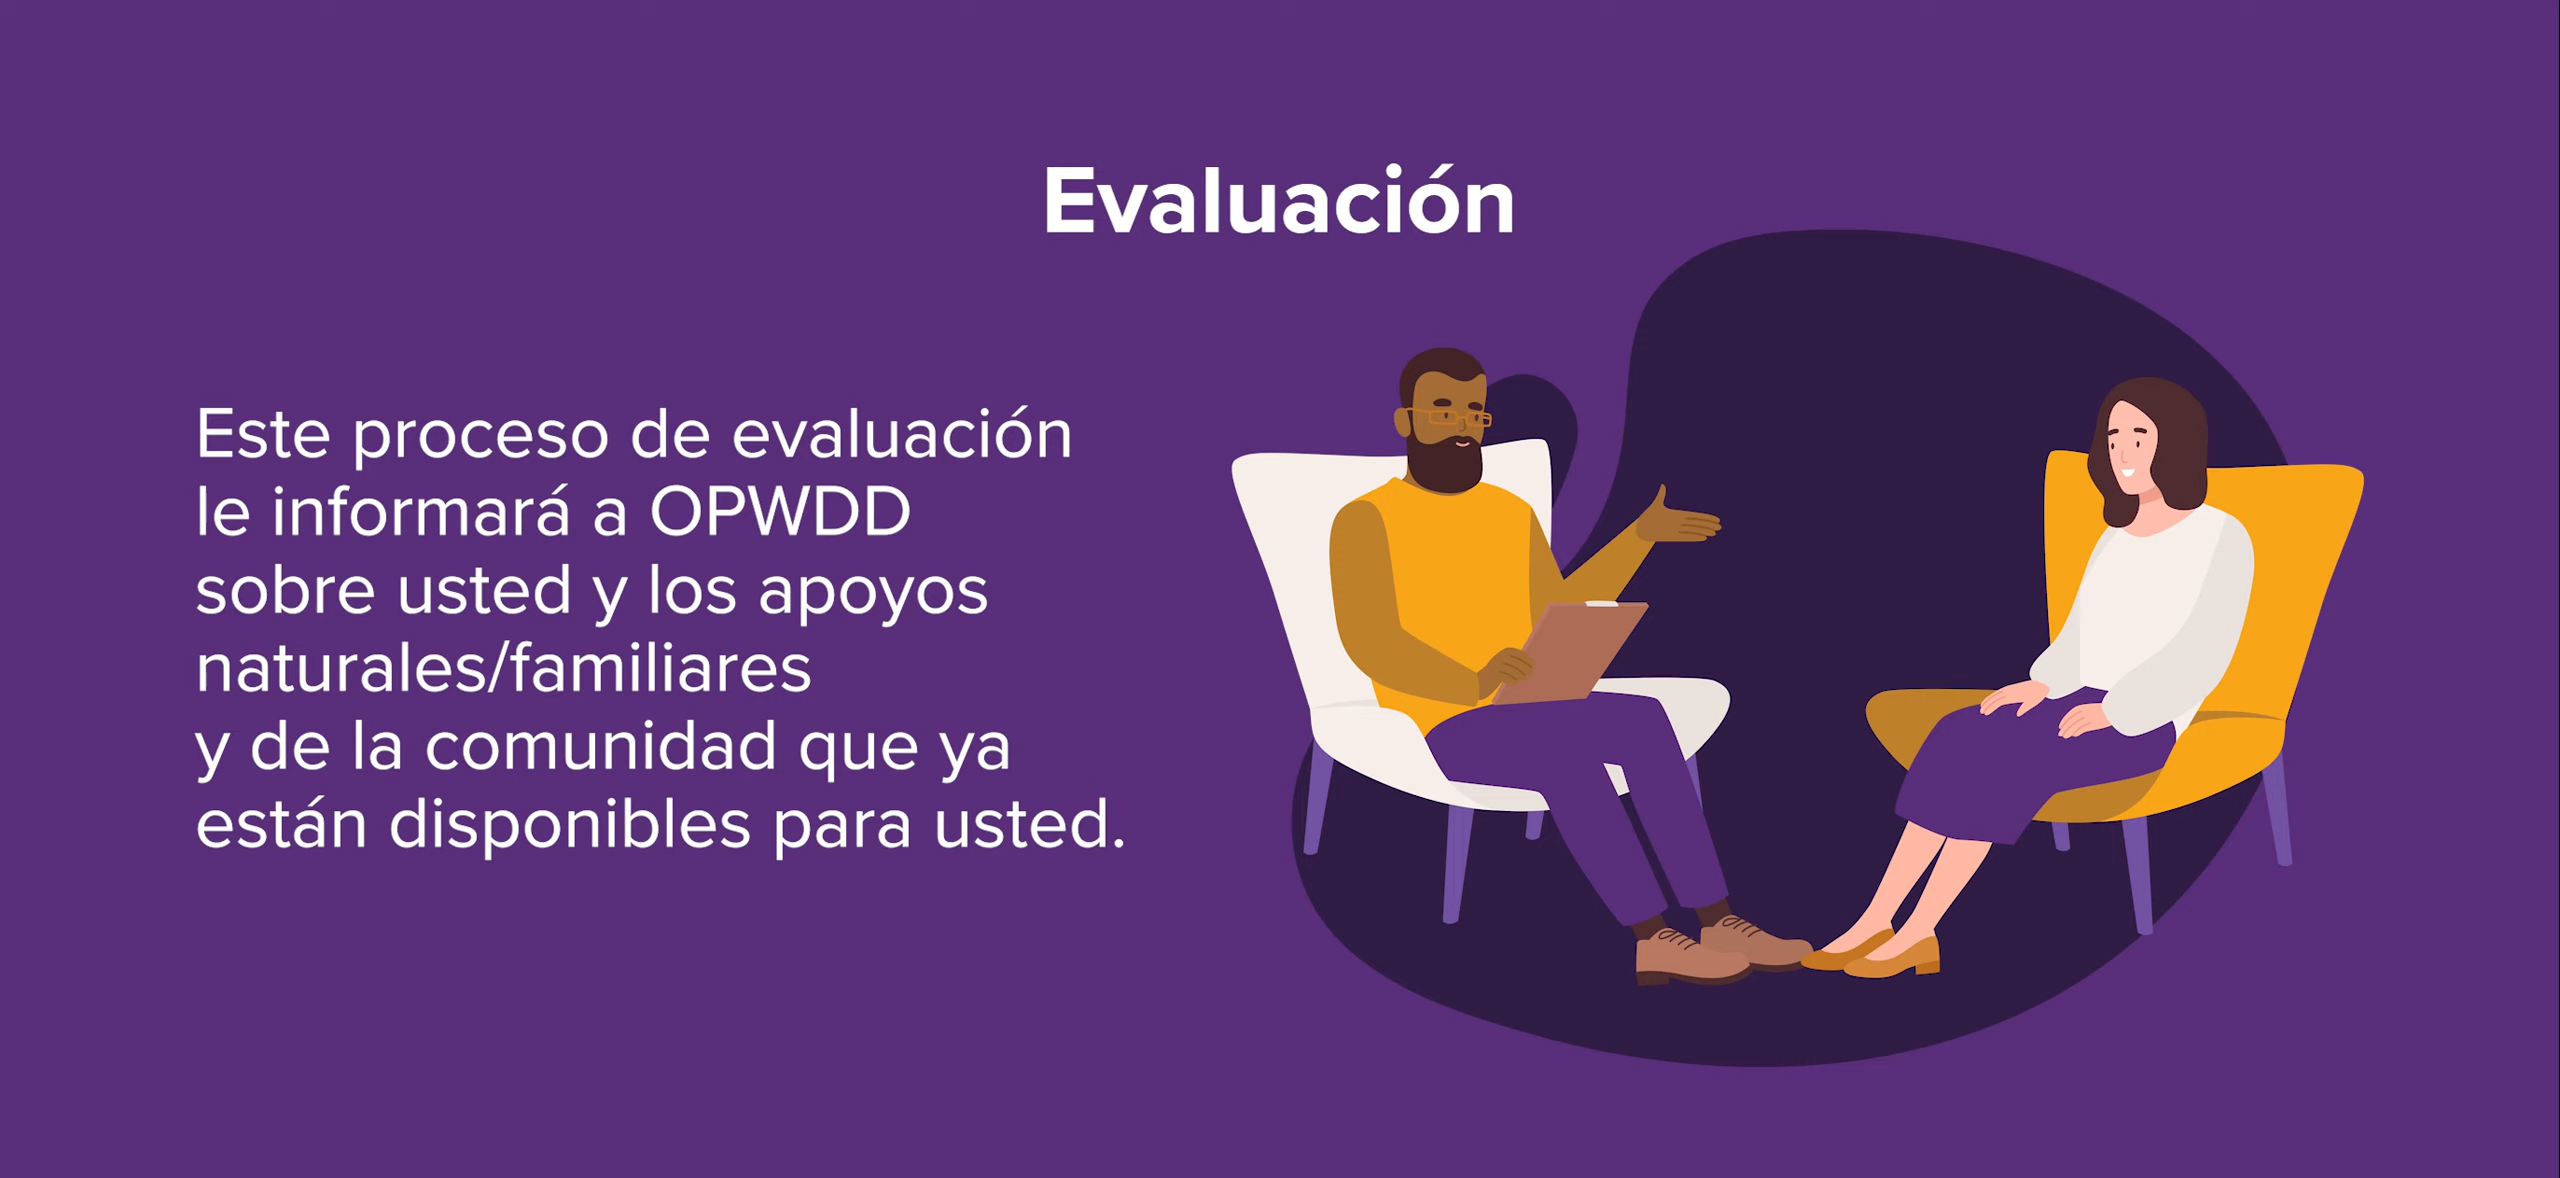 Evaluación
Este proceso de evaluación
le informará a OPWDD
sobre usted y los apoyos
naturales/familiares
y de la comunidad que ya
están disponibles para usted.